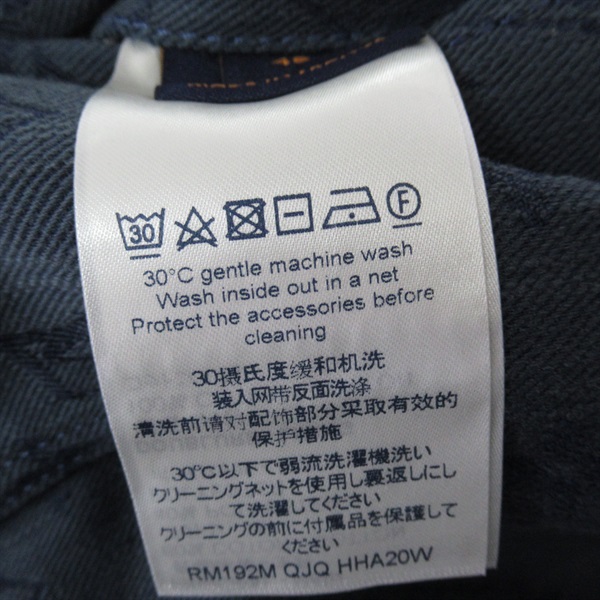 30
F
30°C gentle machine wash
Wash inside out in a net
Protect the accessories before
cleaning
30摄氏度缓和机洗
装入网带反面洗涤
清洗前请对配饰部分采取有效的
保护措施
30°C以下で弱流洗濯機洗い
クリーニングネットを使用し裏返しにし
て洗濯してください
クリーニングの前に付属品を保護して
ください
RM192M QJQ HHA20W